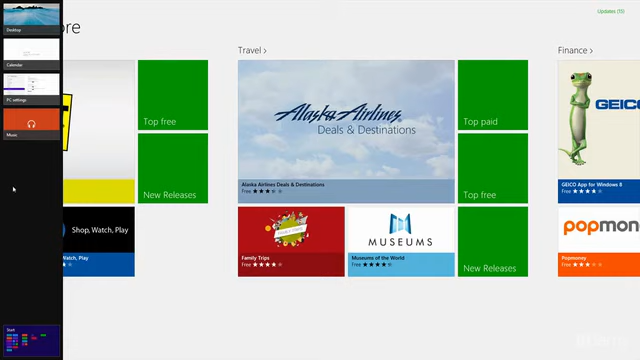 Updates (15)
ore
Desktop
Calendar
PC settings
Music
Start
Top free
New Releases
Shop, Watch, Play
Watch, Play
Travel >
Alaska Airlines
Deals & Destinations
Alaska Airlines Deals & Destinations
Free
Top paid
Top free
Family Trips
Free
MUSEUMS
Museums of the World
Free
New Releases
Finance >
GEICO
GEICO App for Windows 8
Free
popmon
Popmoney
Free